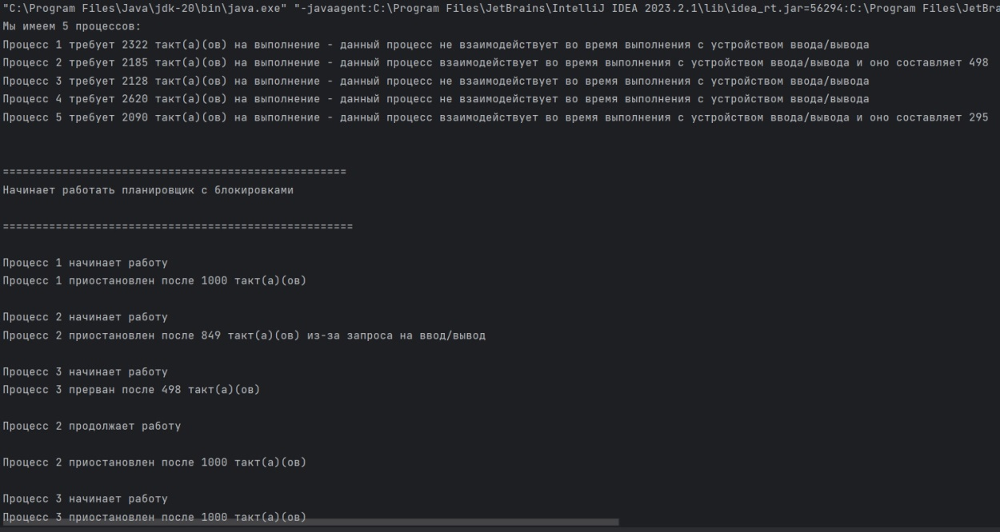 "C:\Program Files\Java\jdk-20\bin\java.exe" "-javaagent:C:\Program Files\JetBrains\IntelliJ IDEA 2023.2.1\lib\idea_rt.jar=56294:C:\Program Files\JetBra
Мы имеем 5 процессов:
Процесс 1 требует 2322 такт(а)(ов) на выполнение - данный процесс не взаимодействует во время выполнения с устройством ввода/вывода
Процесс 2 требует 2185 такт(а)(ов) на выполнение - данный процесс взаимодействует во время выполнения с устройством ввода/вывода и оно составляет 498
Процесс 3 требует 2128 такт(а)(ов) на выполнение - данный процесс не взаимодействует во время выполнения с устройством ввода/вывода
Процесс 4 требует 2620 такт(а)(ов) на выполнение - данный процесс не взаимодействует во время выполнения с устройством ввода/вывода
Процесс 5 требует 2090 такт(а)(ов) на выполнение - данный процесс взаимодействует во время выполнения с устройством ввода/вывода и оно составляет 295
====================================================
Начинает работать планировщик с блокировками
=====================================================
Процесс 1 начинает работу
Процесс 1 приостановлен после 1000 такт(а)(ов)
Процесс 2 начинает работу
Процесс 2 приостановлен после 849 такт(а)(ов) из-за запроса на ввод/вывод
Процесс 3 начинает работу
Процесс 3 прерван после 498 такт(а)(ов)
Процесс 2 продолжает работу
Процесс 2 приостановлен после 1000 такт(а)(ов)
Процесс 3 начинает работу
Процесс 3 приостановлен после 1000 такт(а)(ов)